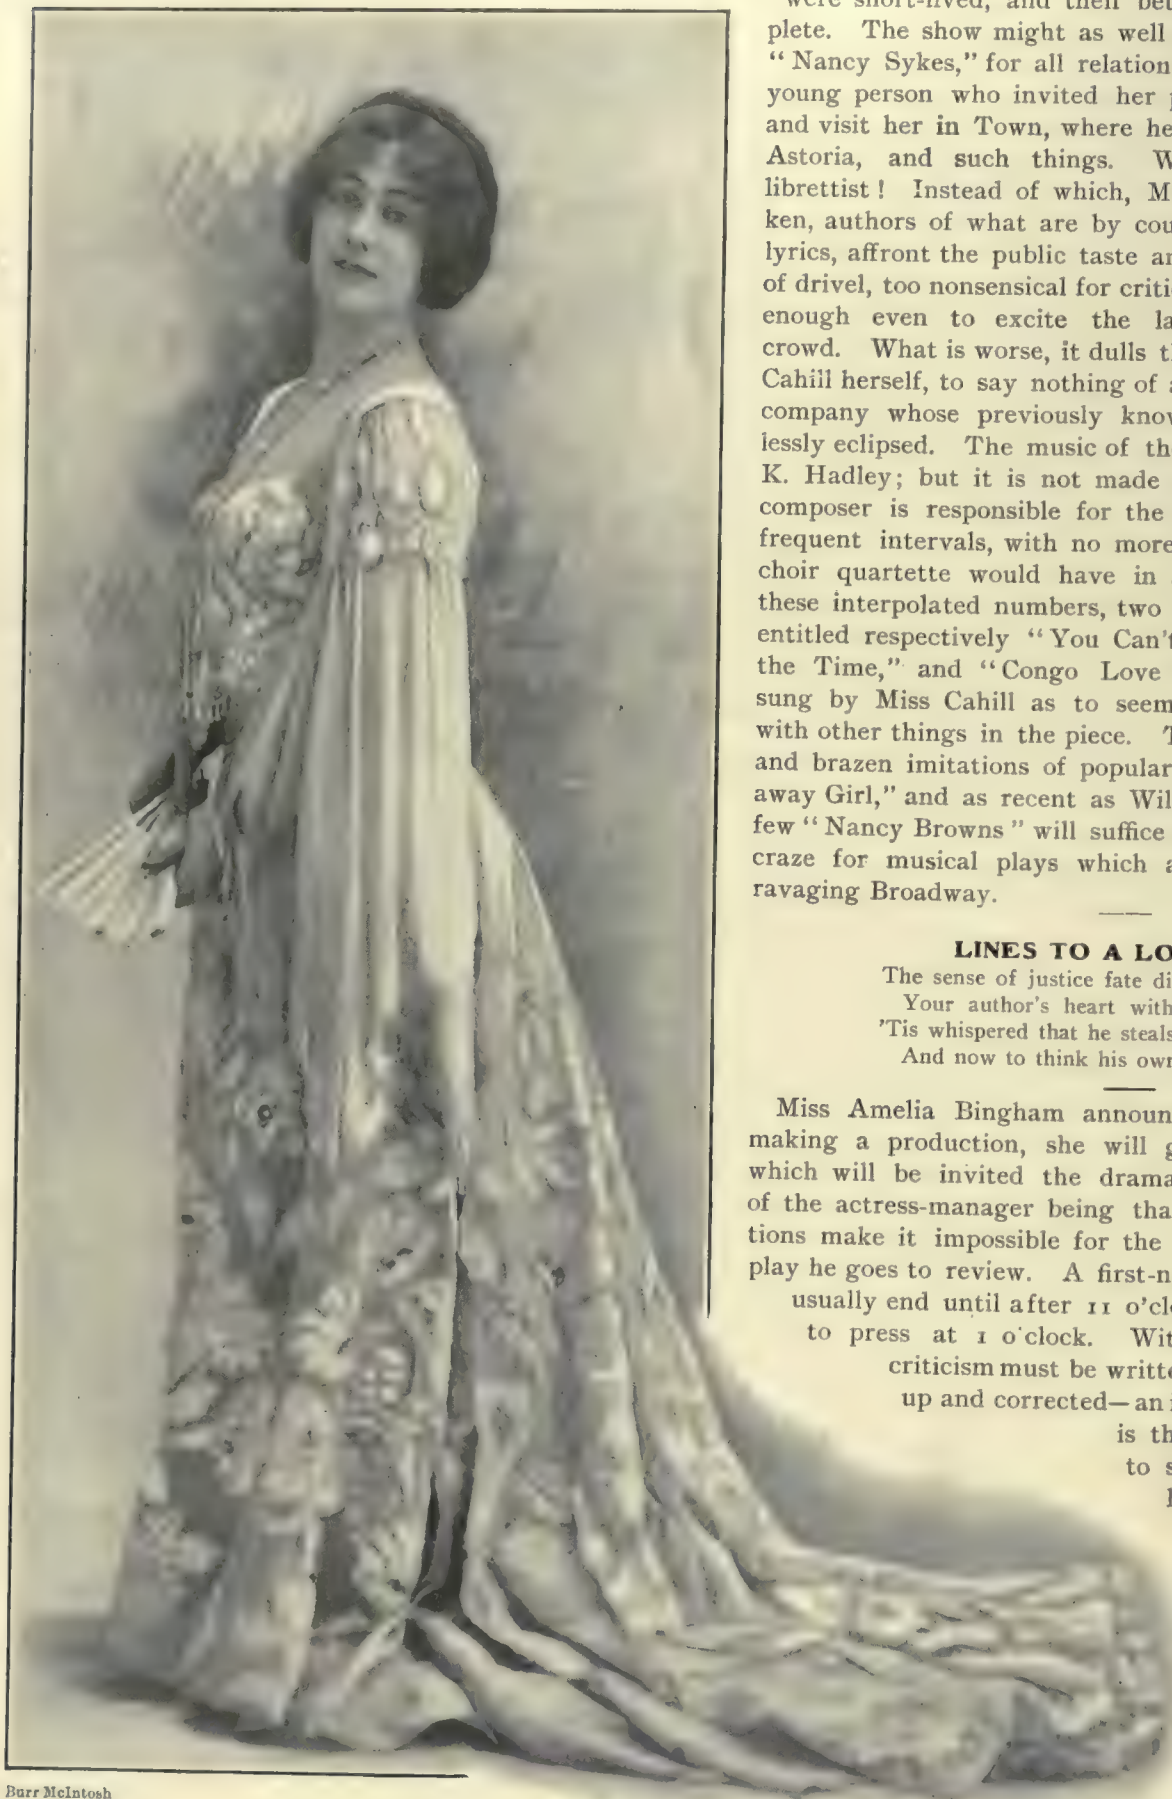 plete. The show might as well
“Nancy Sykes,” for all relation
young person who invited her
and visit her in Town, where he
Astoria, and such things. W
librettist! Instead of which, M
ken, authors of what are by cou
lyrics, affront the public taste an
of drivel, too nonsensical for criti
enough even to excite the la
crowd. What is worse, it dulls t
Cahill herself, to say nothing of
company whose previously know
lessly eclipsed. The music of th
K. Hadley; but it is not made
composer is responsible for the
frequent intervals, with no more
choir quartette would have in
these interpolated numbers, two
entitled respectively “You Can't
the Time,” and “Congo Love
sung by Miss Cahill as to seem
with other things in the piece. T
and brazen imitations of popular
away Girl,” and as recent as Wil
few “Nancy Browns” will suffice
craze for musical plays which a
ravaging Broadway.
LINES TO A LO
The sense of justice fate di
Your author's heart with
'Tis whispered that he steals
And now to think his own
Miss Amelia Bingham announ
making a production, she will g
which will be invited the drama
of the actress-manager being tha
tions make it impossible for the
play he goes to review. A first-n
usually end until after 11 o'cl
to press at 1 o'clock. Wit
criticism must be writte
up and corrected—an
is th
to s
Burr McIntosh